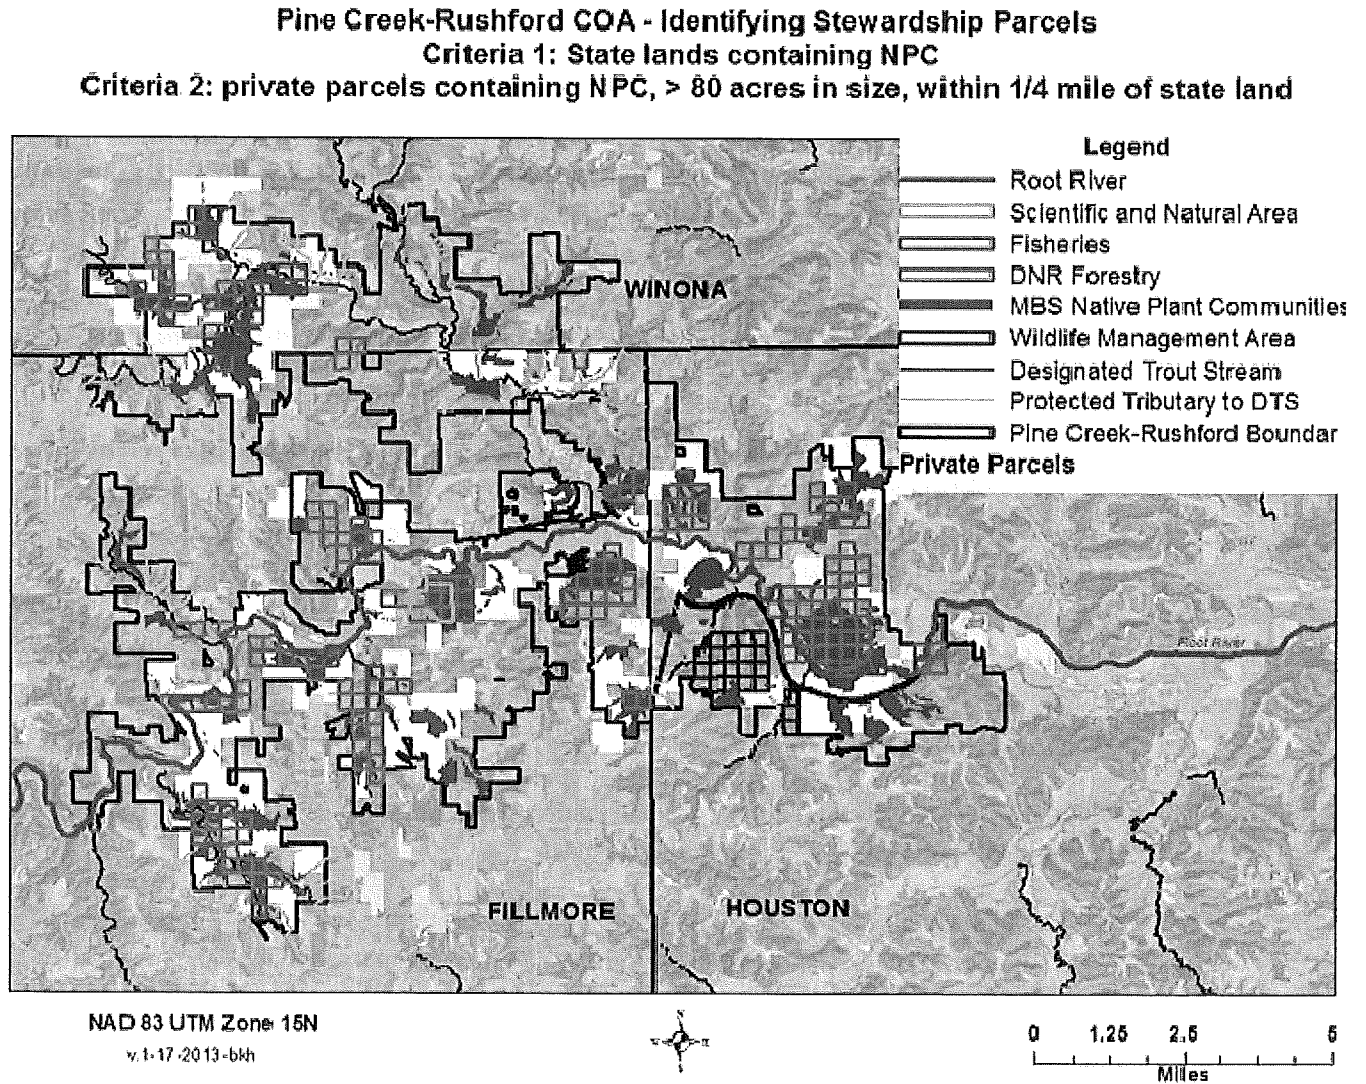 Pine Creek-Rushford COA - Identifying Stewardship Parcels
Criteria 1: State lands containing NPC
Criteria 2: private parcels containing NPC, > 80 acres in size, within 1/4 mile of state land
Legend
Root River
Scientific and Natural Area
Fisheries
DNR Forestry
MBS Native Plant Communities
Wildlife Management Area
Designated Trout Stream
Protected Tributary to DTS
Pine Creek-Rushford Boundar
Private Parcels
WINONA
Root River
FILLMORE
HOUSTON
NAD 83 UTM Zone 15N
v.1-17-2013-bkh
N
W E
S
0 1.25 2.5 5
Miles